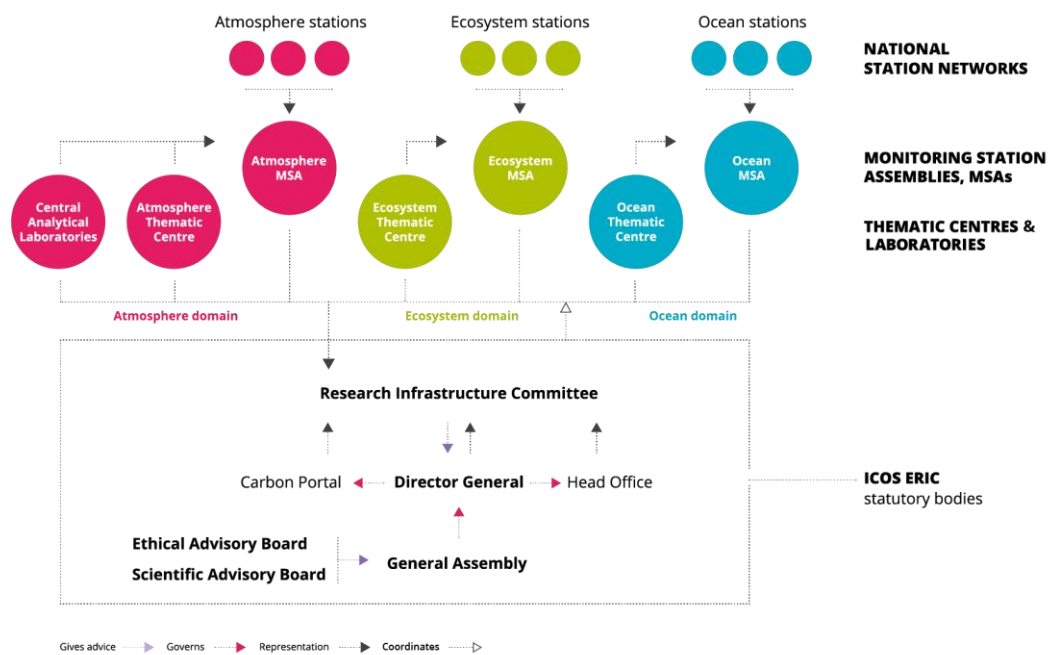 Atmosphere stations
Ecosystem stations
Ocean stations
NATIONAL
STATION NETWORKS
Atmosphere
MSA
Ecosystem
MSA
Ocean
MSA
MONITORING STATION
ASSEMBLIES, MSAs
Central
Analytical
Laboratories
Atmosphere
Thematic
Centre
Ecosystem
Thematic
Centre
Ocean
Thematic
Centre
THEMATIC CENTRES &
LABORATORIES
Atmosphere domain
Ecosystem domain
Ocean domain
Research Infrastructure Committee
Carbon Portal
Director General
Head Office
ICOS ERIC
statutory bodies
Ethical Advisory Board
Scientific Advisory Board
General Assembly
Gives advice
Governs
Representation
Coordinates